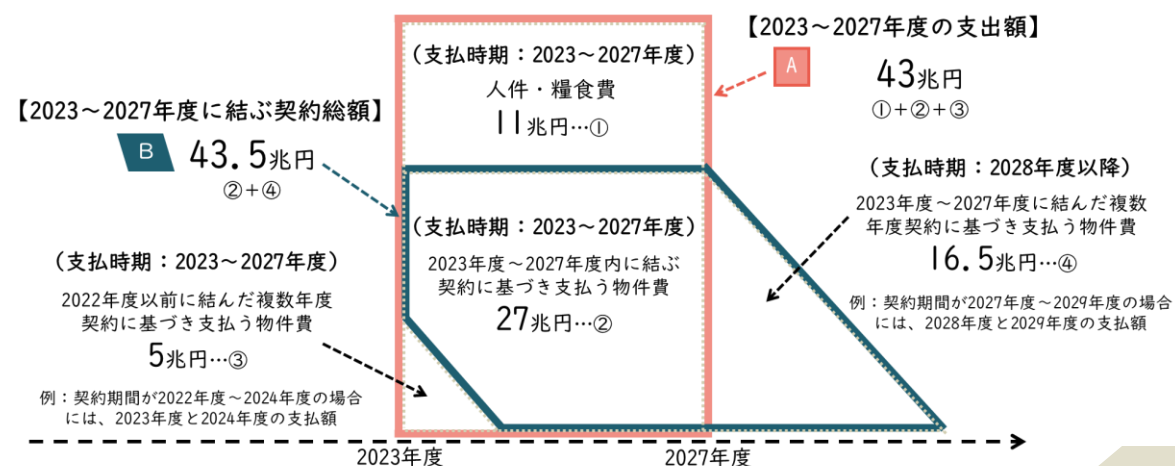 【2023～2027年度の支出額】
A
43兆円
①＋②＋③
(支払時期：2023～2027年度)
人件・糧食費
11兆円…①
【2023～2027年度に結ぶ契約総額】
B
43.5兆円
②＋④
(支払時期：2028年度以降)
2023年度～2027年度に結んだ複数
年度契約に基づき支払う物件費
16.5兆円…④
例：契約期間が2027年度～2029年度の場合
には、2028年度と2029年度の支払額
(支払時期：2023～2027年度)
2023年度～2027年度内に結ぶ
契約に基づき支払う物件費
27兆円…②
(支払時期：2023～2027年度)
2022年度以前に結んだ複数年度
契約に基づき支払う物件費
5兆円…③
例：契約期間が2022年度～2024年度の場合
には、2023年度と2024年度の支払額
2023年度
2027年度